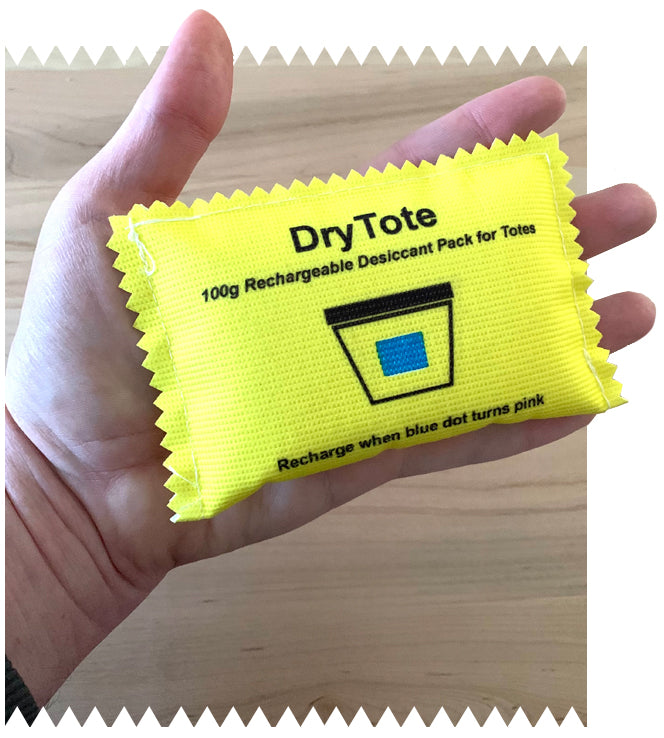 DryTote
100g Rechargeable Desiccant Pack for Totes
Recharge when blue dot turns pink